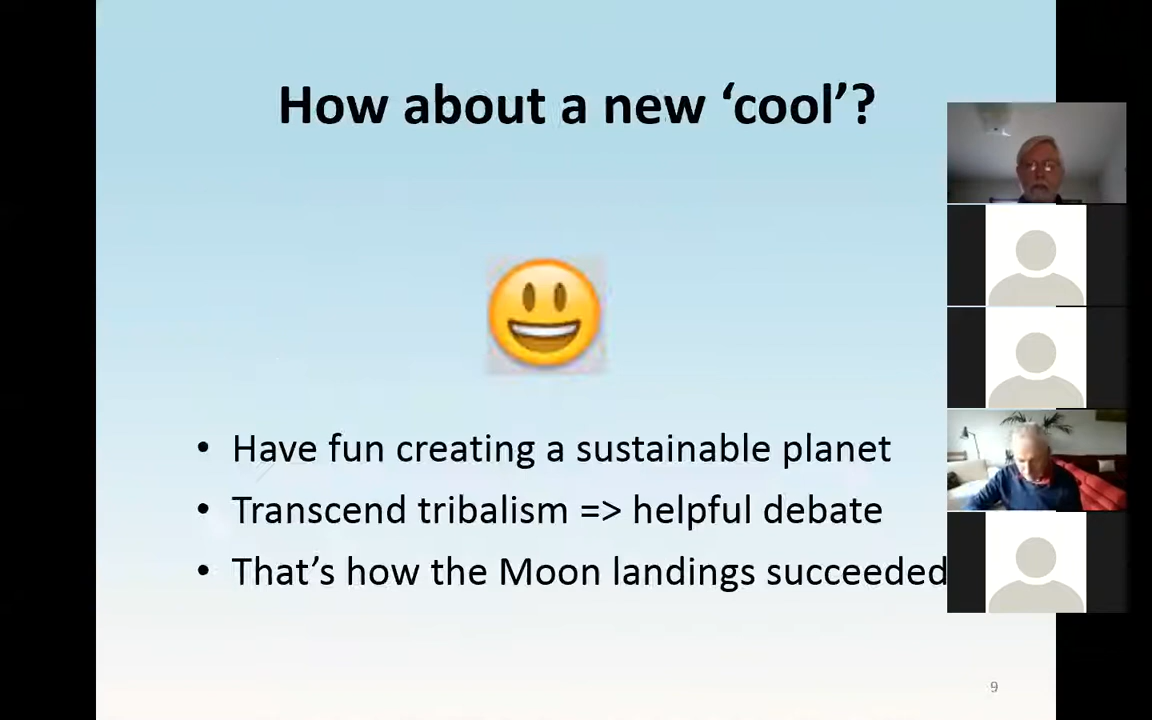 How about a new ‘cool’?
• Have fun creating a sustainable planet
• Transcend tribalism => helpful debate
• That’s how the Moon landings succeeded
9